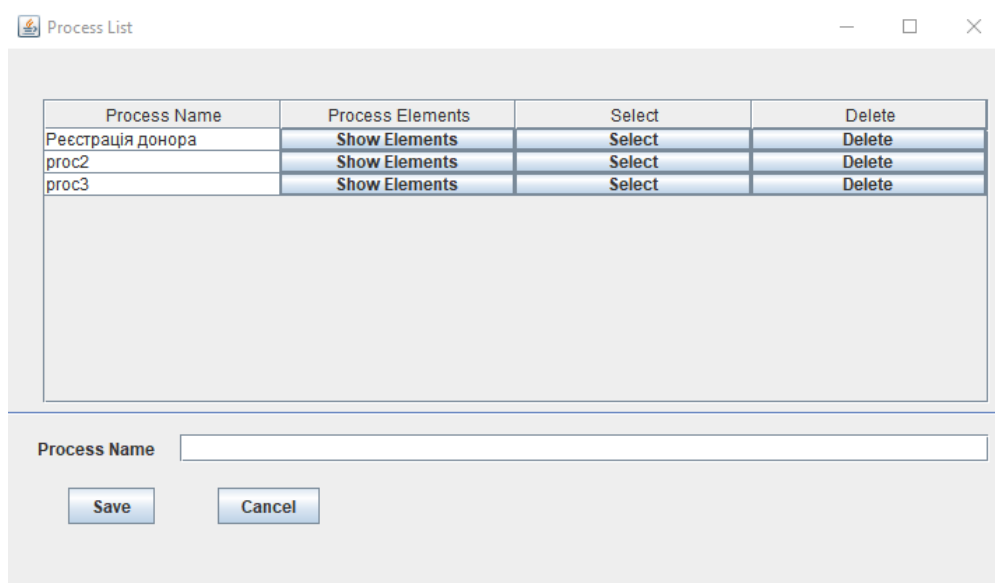 Process List
Process Name Process Elements Select Delete
Реєстрація донора Show Elements Select Delete
proc2 Show Elements Select Delete
proc3 Show Elements Select Delete
Process Name
Save Cancel